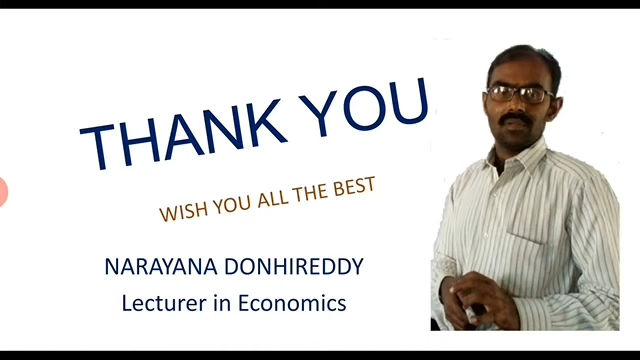 THANK YOU
WISH YOU ALL THE BEST
NARAYANA DONHIREDDY
Lecturer in Economics